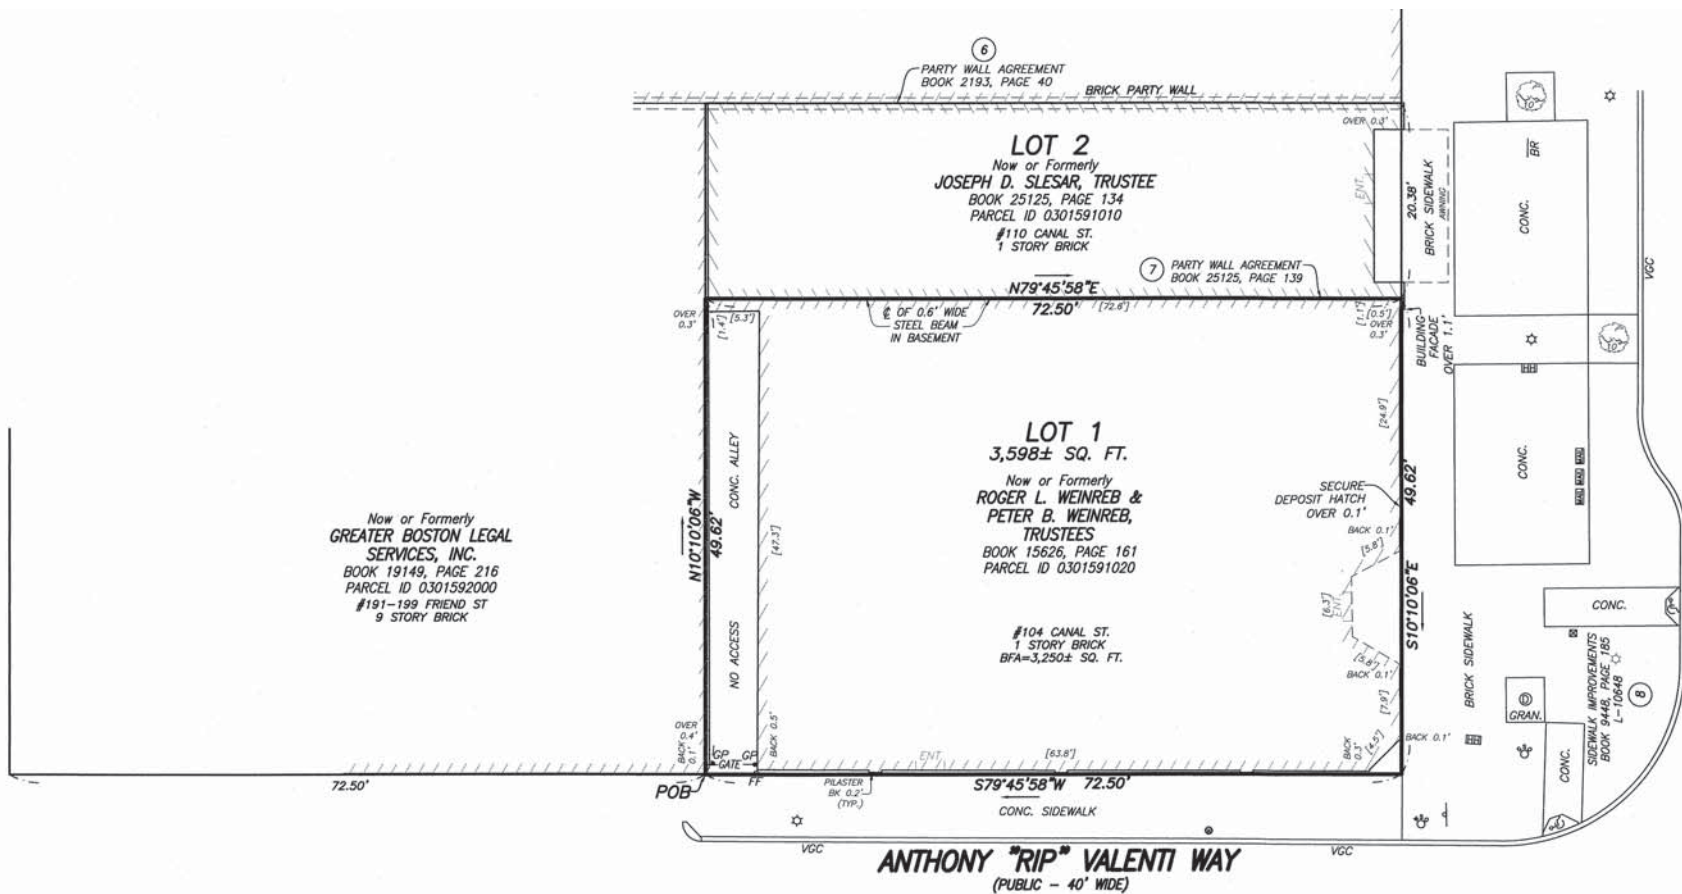 6
PARTY WALL AGREEMENT
BOOK 2193, PAGE 40
BRICK PARTY WALL
OVER 0.3'
LOT 2
Now or Formerly
JOSEPH D. SLESAR, TRUSTEE
BOOK 25125, PAGE 134
PARCEL ID 0301591010
#110 CANAL ST.
1 STORY BRICK
ENT.
20.38'
BRICK SIDEWALK
AWNING
BR
CONC.
VGC
7
PARTY WALL AGREEMENT
BOOK 25125, PAGE 139
N79°45'58"E
72.50'
[72.6']
OVER
0.3'
[1.4']
[5.3']
℄ OF 0.6' WIDE
STEEL BEAM
IN BASEMENT
[1.1']
[0.5']
OVER
0.3'
BUILDING
FACADE
OVER 1.1'
10"
10"
[24.9']
LOT 1
3,598± SQ. FT.
Now or Formerly
ROGER L. WEINREB &
PETER B. WEINREB,
TRUSTEES
BOOK 15626, PAGE 161
PARCEL ID 0301591020
#104 CANAL ST.
1 STORY BRICK
BFA=3,250± SQ. FT.
CONC. ALLEY
NO ACCESS
N10°10'06"W
49.62'
[47.3']
Now or Formerly
GREATER BOSTON LEGAL
SERVICES, INC.
BOOK 19149, PAGE 216
PARCEL ID 0301592000
#191-199 FRIEND ST
9 STORY BRICK
SECURE
DEPOSIT HATCH
OVER 0.1'
BACK 0.1'
[5.8']
[6.3']
ENT.
[5.8']
BACK 0.1'
[7.9']
49.62'
S10°10'06"E
CONC.
MAG MAG MAG
CONC.
BRICK SIDEWALK
SIDEWALK IMPROVEMENTS
BOOK 9448, PAGE 185
L-10648
8
D
GRAN.
CONC.
OVER
0.4'
BACK
0.1'
GP GP
GATE
BACK 0.5'
FF
ENT.
[63.8']
BACK
0.3'
[4.5']
BACK 0.1'
72.50'
POB
PILASTER
BK 0.2'
(TYP.)
S79°45'58"W 72.50'
CONC. SIDEWALK
VGC
VGC
ANTHONY "RIP" VALENTI WAY
(PUBLIC - 40' WIDE)